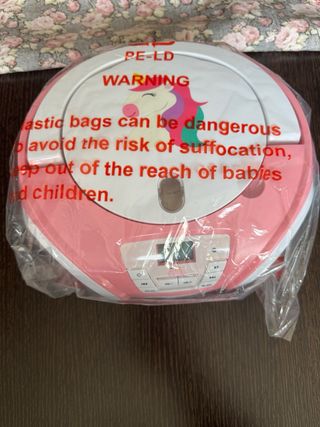 PE-LD
WARNING
lastic bags can be dangerous
o avoid the risk of suffocation,
ep out of the reach of babies
d children.